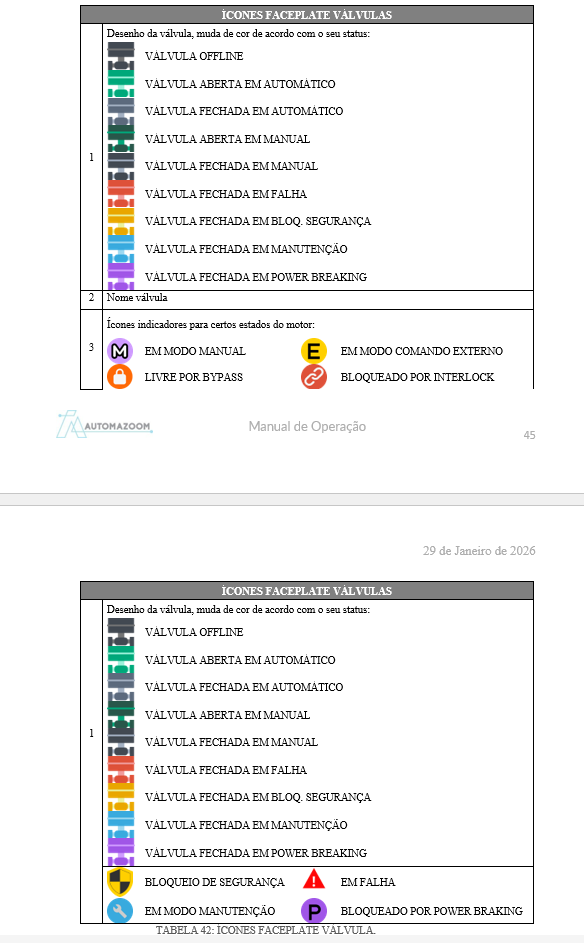 ÍCONES FACEPLATE VÁLVULAS
Desenho da válvula, muda de cor de acordo com o seu status:
VÁLVULA OFFLINE
VÁLVULA ABERTA EM AUTOMÁTICO
VÁLVULA FECHADA EM AUTOMÁTICO
VÁLVULA ABERTA EM MANUAL
1
VÁLVULA FECHADA EM MANUAL
VÁLVULA FECHADA EM FALHA
VÁLVULA FECHADA EM BLOQ. SEGURANÇA
VÁLVULA FECHADA EM MANUTENÇÃO
VÁLVULA FECHADA EM POWER BREAKING
2 Nome válvula
Ícones indicadores para certos estados do motor:
3
M EM MODO MANUAL E EM MODO COMANDO EXTERNO
LIVRE POR BYPASS BLOQUEADO POR INTERLOCK
AUTOMAZOOM Manual de Operação
45
29 de Janeiro de 2026
ÍCONES FACEPLATE VÁLVULAS
Desenho da válvula, muda de cor de acordo com o seu status:
VÁLVULA OFFLINE
VÁLVULA ABERTA EM AUTOMÁTICO
VÁLVULA FECHADA EM AUTOMÁTICO
VÁLVULA ABERTA EM MANUAL
1
VÁLVULA FECHADA EM MANUAL
VÁLVULA FECHADA EM FALHA
VÁLVULA FECHADA EM BLOQ. SEGURANÇA
VÁLVULA FECHADA EM MANUTENÇÃO
VÁLVULA FECHADA EM POWER BREAKING
BLOQUEIO DE SEGURANÇA EM FALHA
EM MODO MANUTENÇÃO P BLOQUEADO POR POWER BRAKING
TABELA 42: ÍCONES FACEPLATE VÁLVULA.